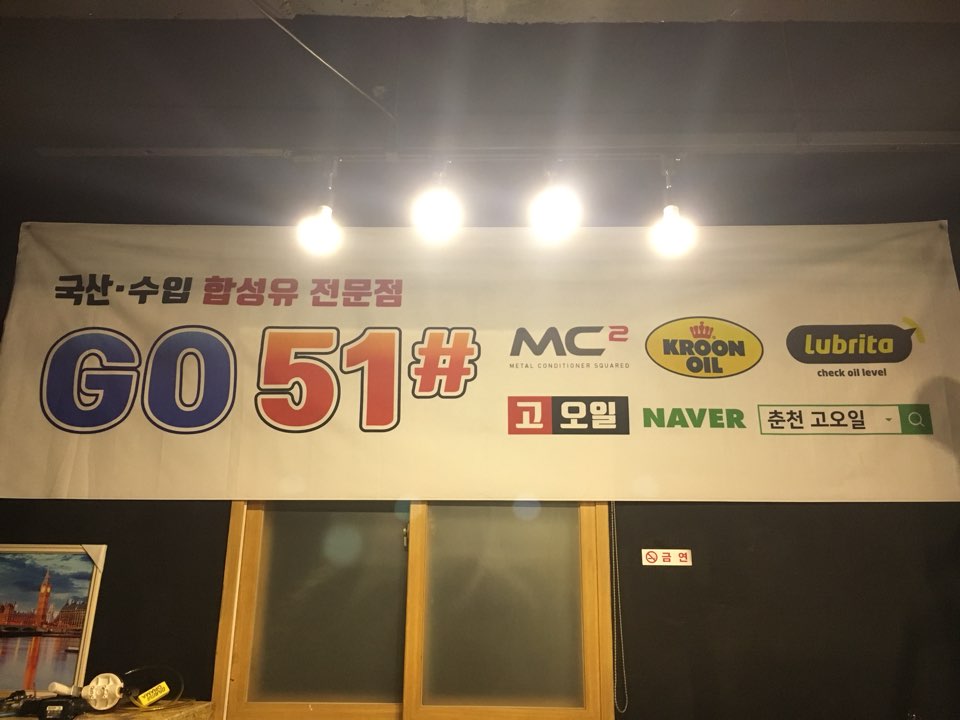 국산·수입 합성유 전문점
GO 51#
MC2
METAL CONDITIONER SQUARED
KROON
OIL
lubrita
check oil level
고오일
NAVER
춘천 고오일
금연